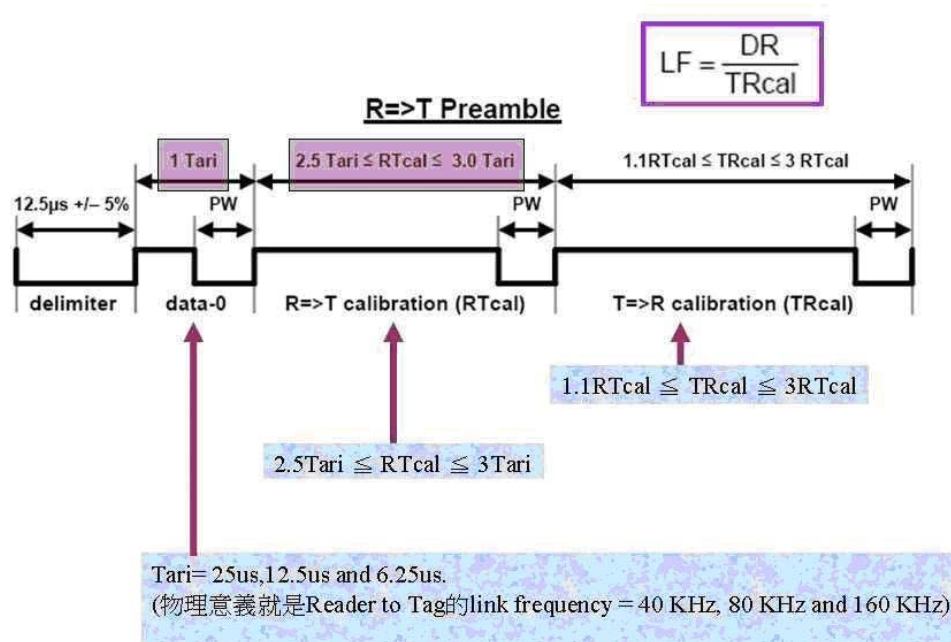 LF = DR / TRcal
R=>T Preamble
1 Tari
2.5 Tari ≤ RTcal ≤ 3.0 Tari
1.1RTcal ≤ TRcal ≤ 3 RTcal
12.5µs +/– 5%
PW
PW
PW
delimiter
data-0
R=>T calibration (RTcal)
T=>R calibration (TRcal)
1.1RTcal ≦ TRcal ≦ 3RTcal
2.5Tari ≦ RTcal ≦ 3Tari
Tari= 25us,12.5us and 6.25us.
(物理意義就是Reader to Tag的link frequency = 40 KHz, 80 KHz and 160 KHz)